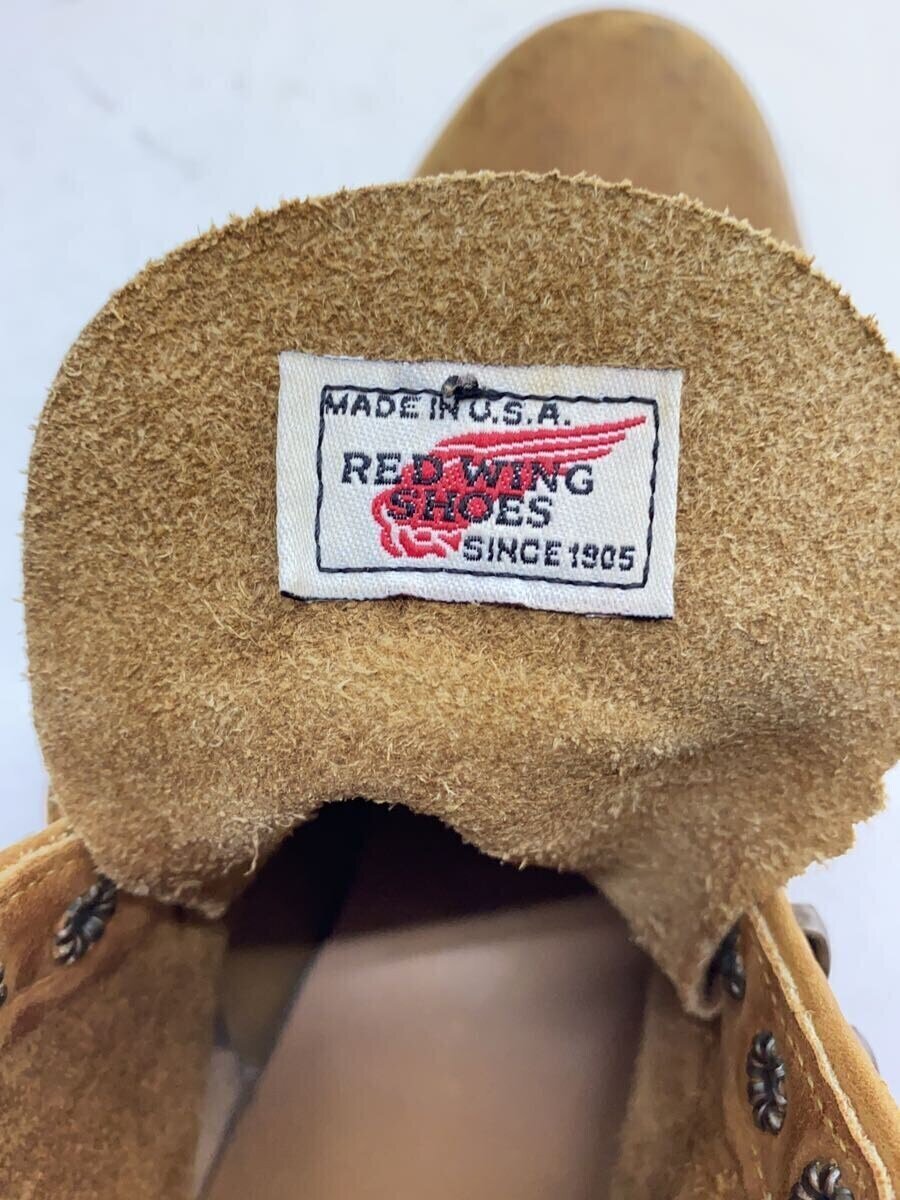 MADE IN U.S.A.
RED WING
SHOES
SINCE 1905